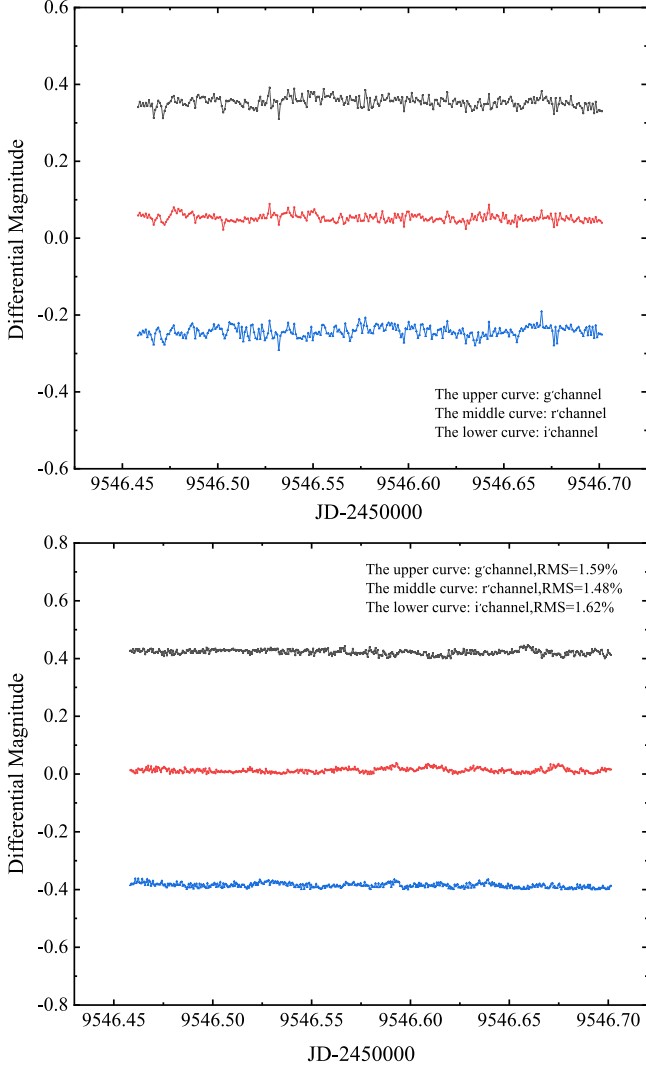 0.6
0.4
0.2
0.0
-0.2
-0.4
-0.6
Differential Magnitude
The upper curve: g'channel
The middle curve: r'channel
The lower curve: i'channel
9546.45 9546.50 9546.55 9546.60 9546.65 9546.70
JD-2450000
0.8
0.6
0.4
0.2
0.0
-0.2
-0.4
-0.6
-0.8
Differential Magnitude
The upper curve: g'channel,RMS=1.59%
The middle curve: r'channel,RMS=1.48%
The lower curve: i'channel,RMS=1.62%
9546.45 9546.50 9546.55 9546.60 9546.65 9546.70
JD-2450000